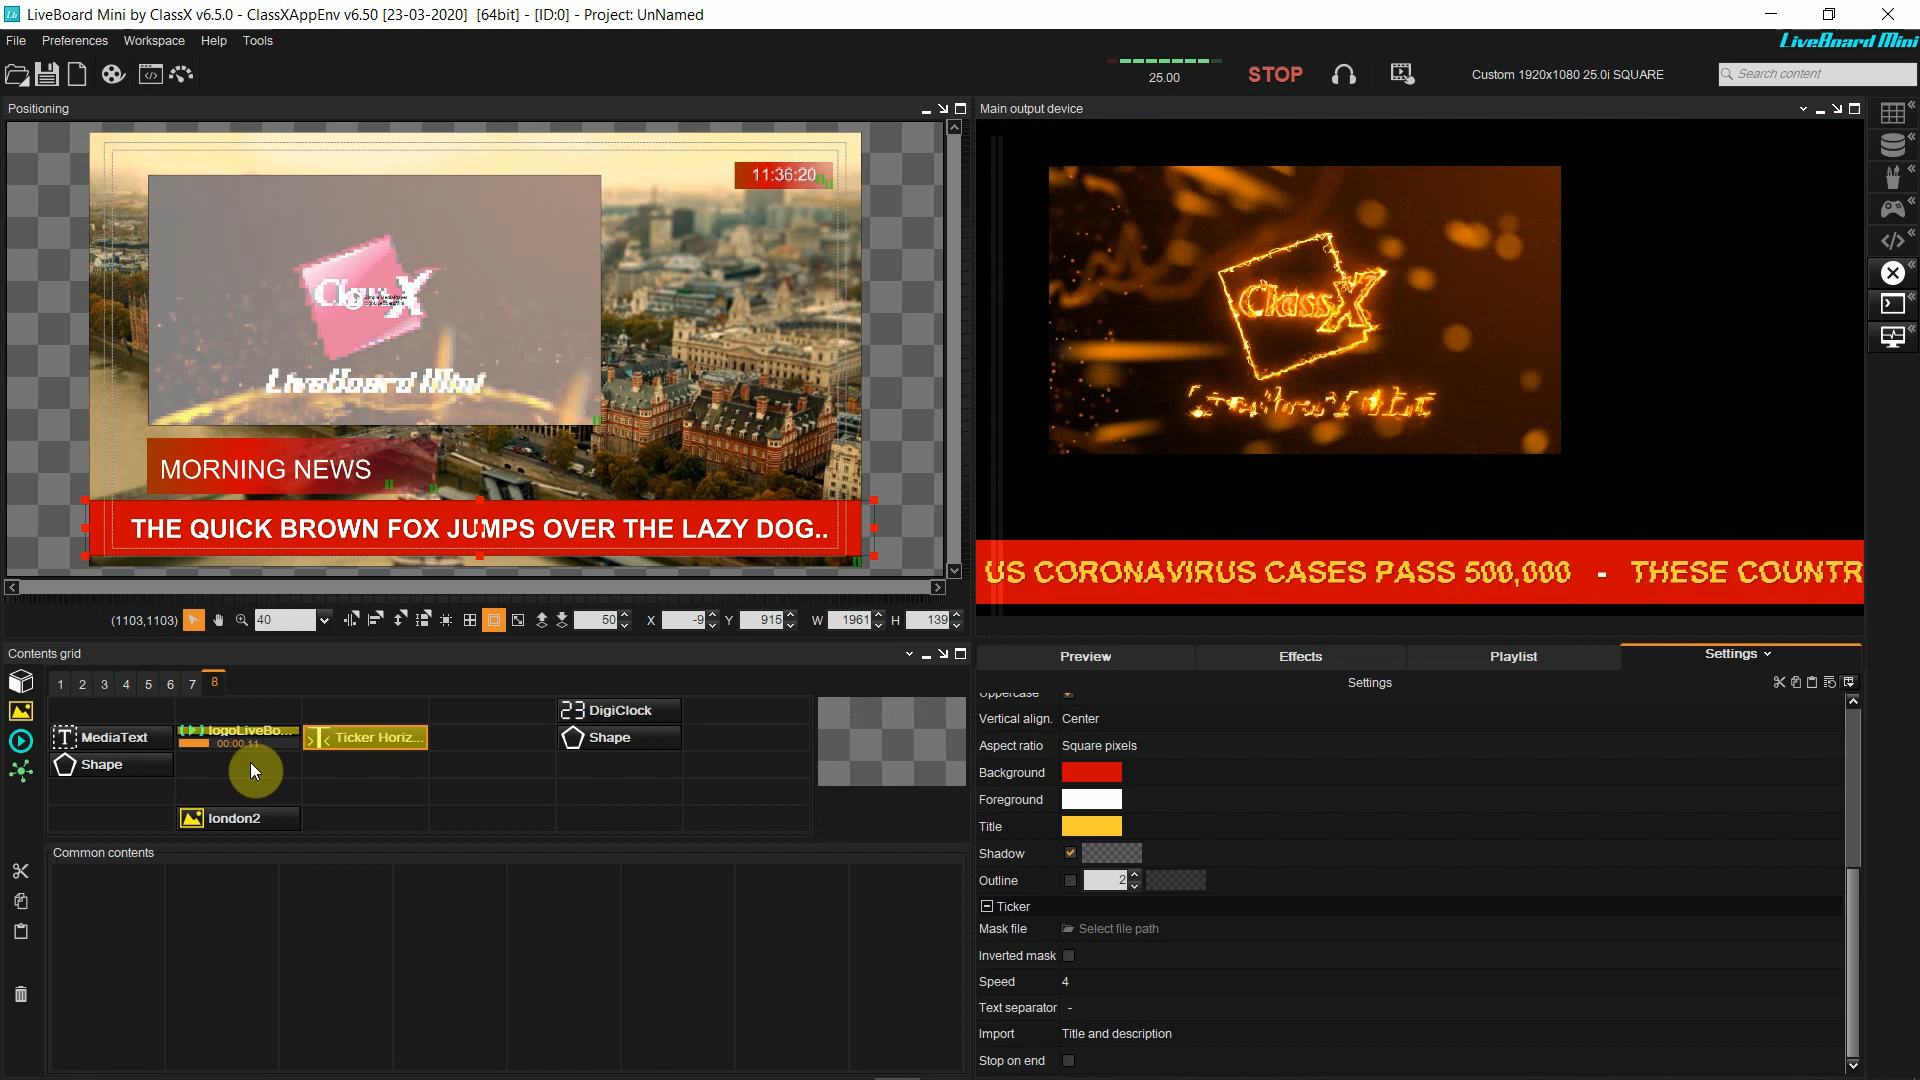 LiveBoard Mini by ClassX v6.5.0 - ClassXAppEnv v6.50 [23-03-2020] [64bit] - [ID:0] - Project: UnNamed
File Preferences Workspace Help Tools
LiveBoard Mini
25.00
STOP
Custom 1920x1080 25.0i SQUARE
Search content
Positioning
Main output device
11:36:20
ClassX
LiveBoard Mini
MORNING NEWS
THE QUICK BROWN FOX JUMPS OVER THE LAZY DOG..
ClassX
US CORONAVIRUS CASES PASS 500,000 - THESE COUNTR
(1103,1103) 40 50 X -9 Y 915 W 1961 H 139
Contents grid
1 2 3 4 5 6 7 8
23 DigiClock
MediaText
logoLiveBo...
00:00.11
Ticker Horiz...
Shape
Shape
london2
Common contents
Preview Effects Playlist Settings
Settings
Uppercase
Vertical align. Center
Aspect ratio Square pixels
Background
Foreground
Title
Shadow
Outline 2
Ticker
Mask file Select file path
Inverted mask
Speed 4
Text separator -
Import Title and description
Stop on end